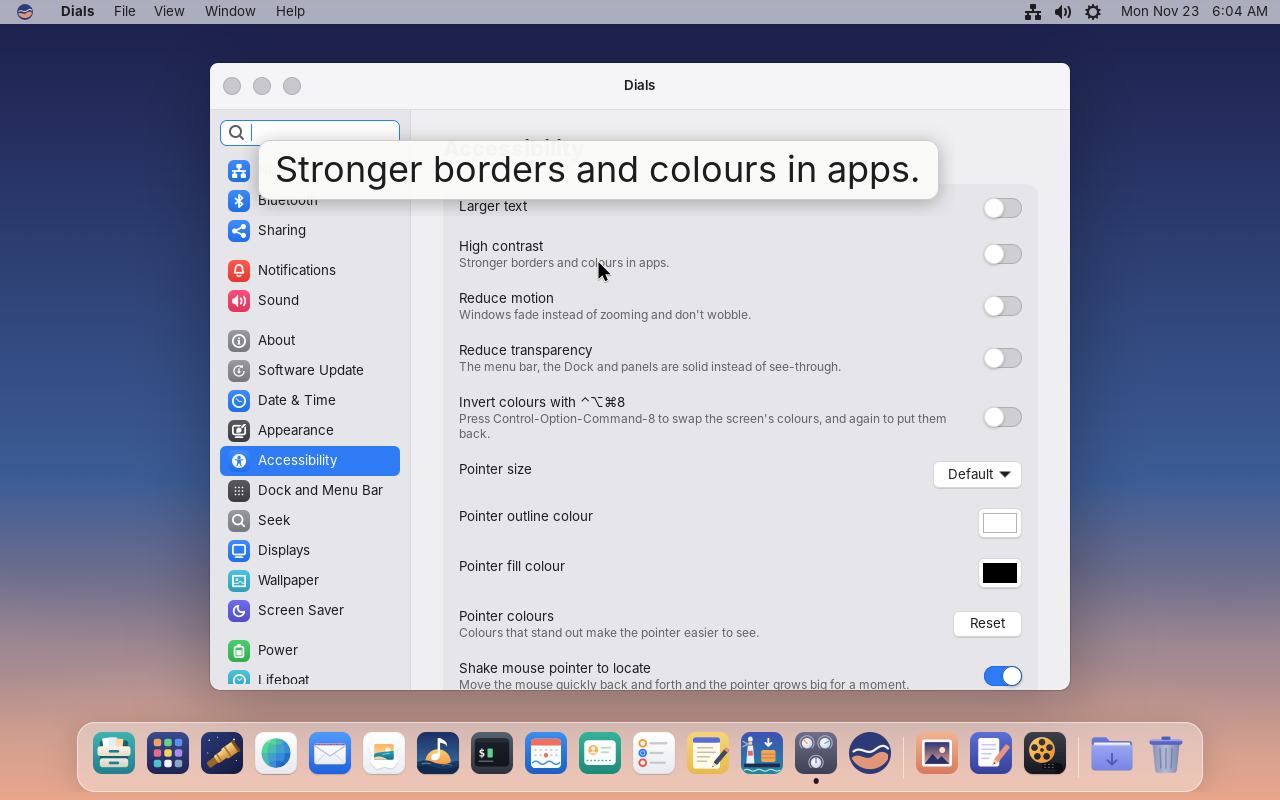 Dials File View Window Help Mon Nov 23 6:04 AM
Dials
Accessibility
Stronger borders and colours in apps.
Bluetooth
Sharing
Notifications
Sound
About
Software Update
Date & Time
Appearance
Accessibility
Dock and Menu Bar
Seek
Displays
Wallpaper
Screen Saver
Power
Lifeboat
Larger text
High contrast
Stronger borders and colours in apps.
Reduce motion
Windows fade instead of zooming and don't wobble.
Reduce transparency
The menu bar, the Dock and panels are solid instead of see-through.
Invert colours with ^⌥⌘8
Press Control-Option-Command-8 to swap the screen's colours, and again to put them
back.
Pointer size
Default
Pointer outline colour
Pointer fill colour
Pointer colours
Colours that stand out make the pointer easier to see.
Reset
Shake mouse pointer to locate
Move the mouse quickly back and forth and the pointer grows big for a moment.